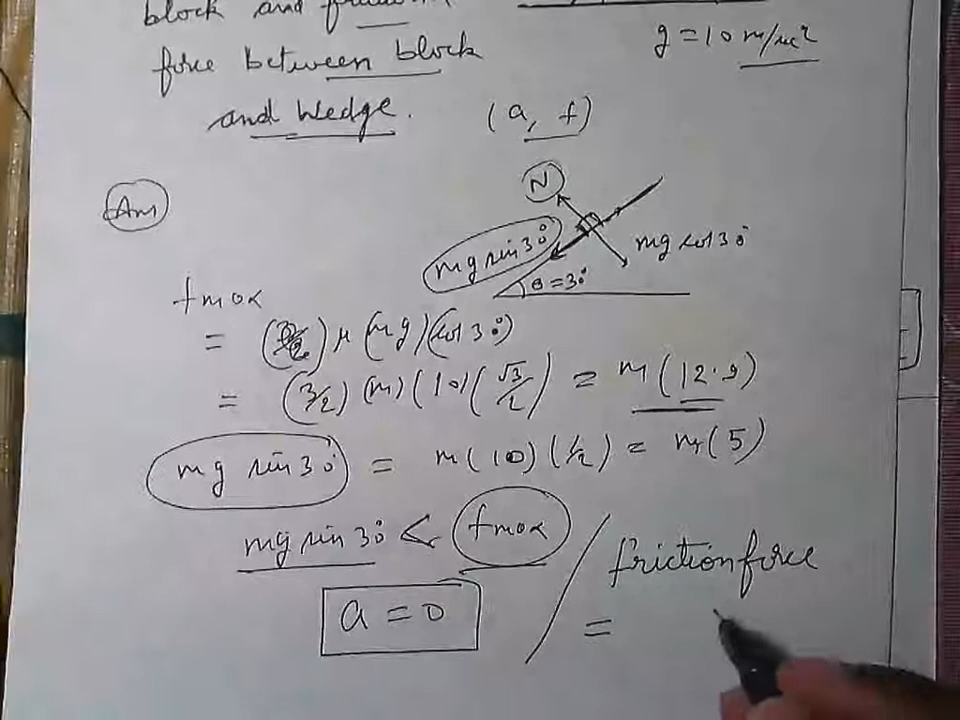 block and
g = 10 m/sec²
force between block
and Wedge. (a, f)
Ans
N
mg sin 30°
mg cos 30°
θ = 30°
fmax
= μ (mg) (cos 30°)
= (3/2) (m) (10) (√3/2) = m (12.9)
mg sin 30° = m (10) (1/2) = m (5)
mg sin 30° < fmax / friction force
a = 0 =